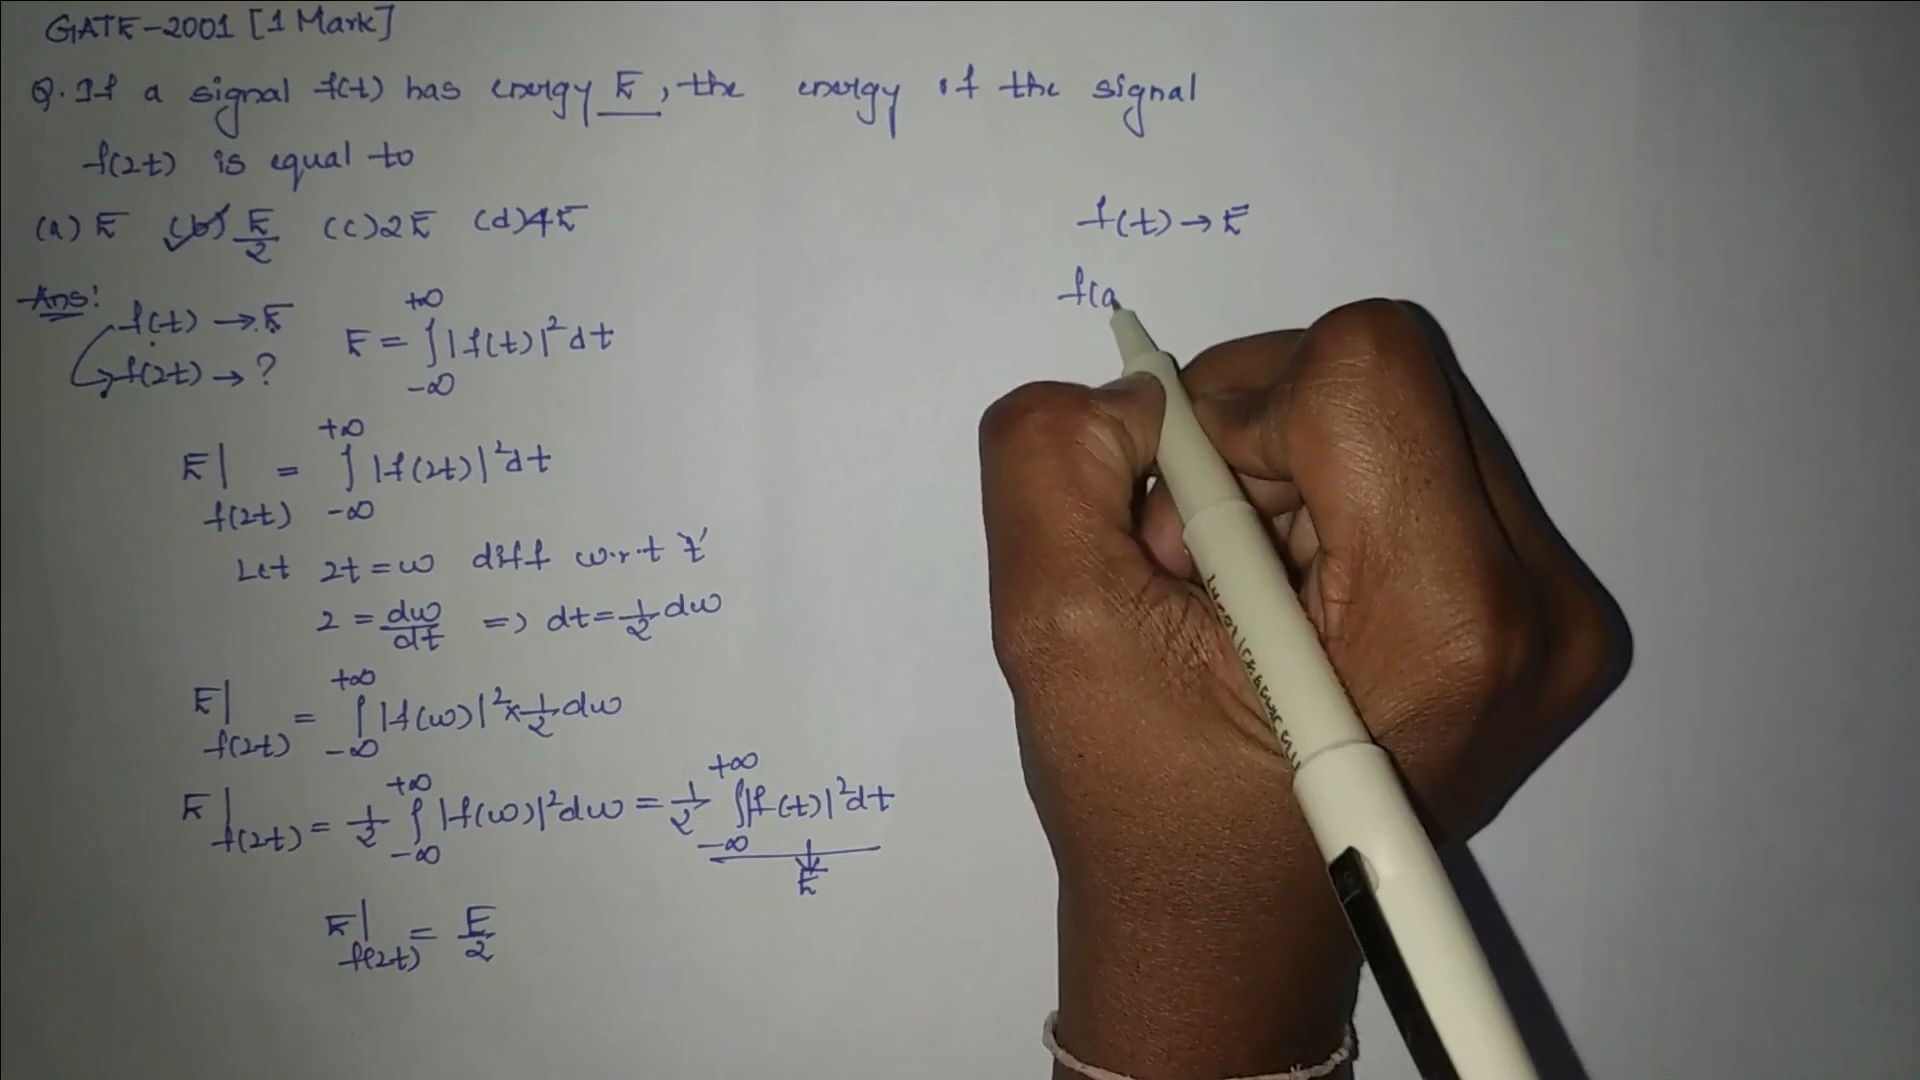 GATE-2001 [1 Mark]
Q. If a signal f(t) has energy E, the energy of the signal
f(2t) is equal to
(a) E (b) E/2 (c) 2E (d) 4E
Ans:
f(t) → E
f(2t) → ?
E = ∫_{-∞}^{+∞} |f(t)|² dt
E|_{f(2t)} = ∫_{-∞}^{+∞} |f(2t)|² dt
Let 2t = ω diff w.r.t 't'
2 = dω/dt => dt = 1/2 dω
E|_{f(2t)} = ∫_{-∞}^{+∞} |f(ω)|² × 1/2 dω
E|_{f(2t)} = 1/2 ∫_{-∞}^{+∞} |f(ω)|² dω = 1/2 ∫_{-∞}^{+∞} |f(t)|² dt
↓
E
E|_{f(2t)} = E/2
f(t) → E
f(a